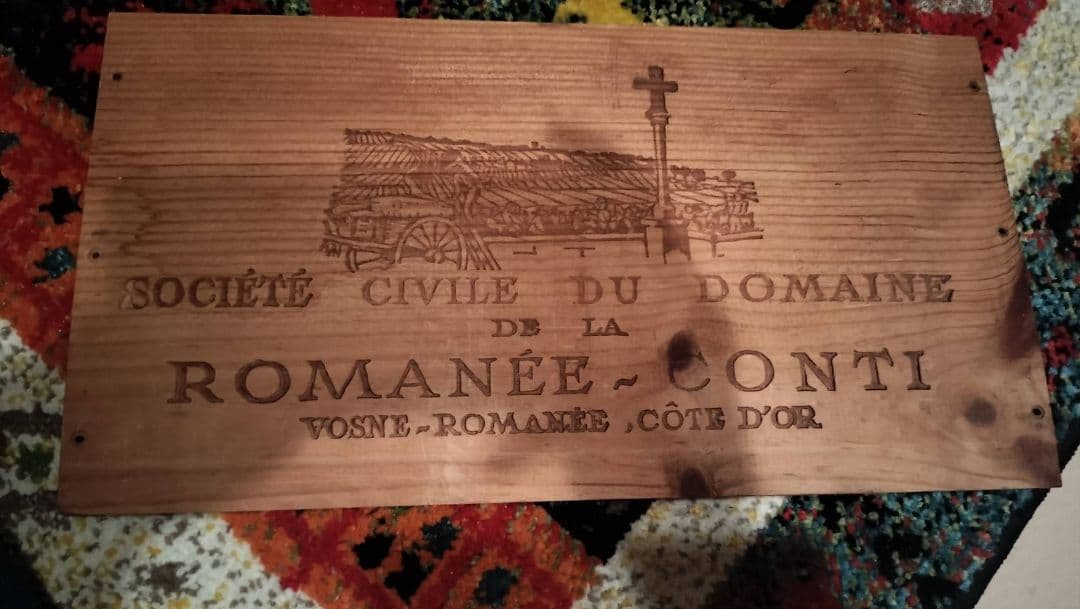 SOCIÉTÉ CIVILE DU DOMAINE
DE LA
ROMANÉE ~ CONTI
VOSNE~ROMANÉE, CÔTE D'OR